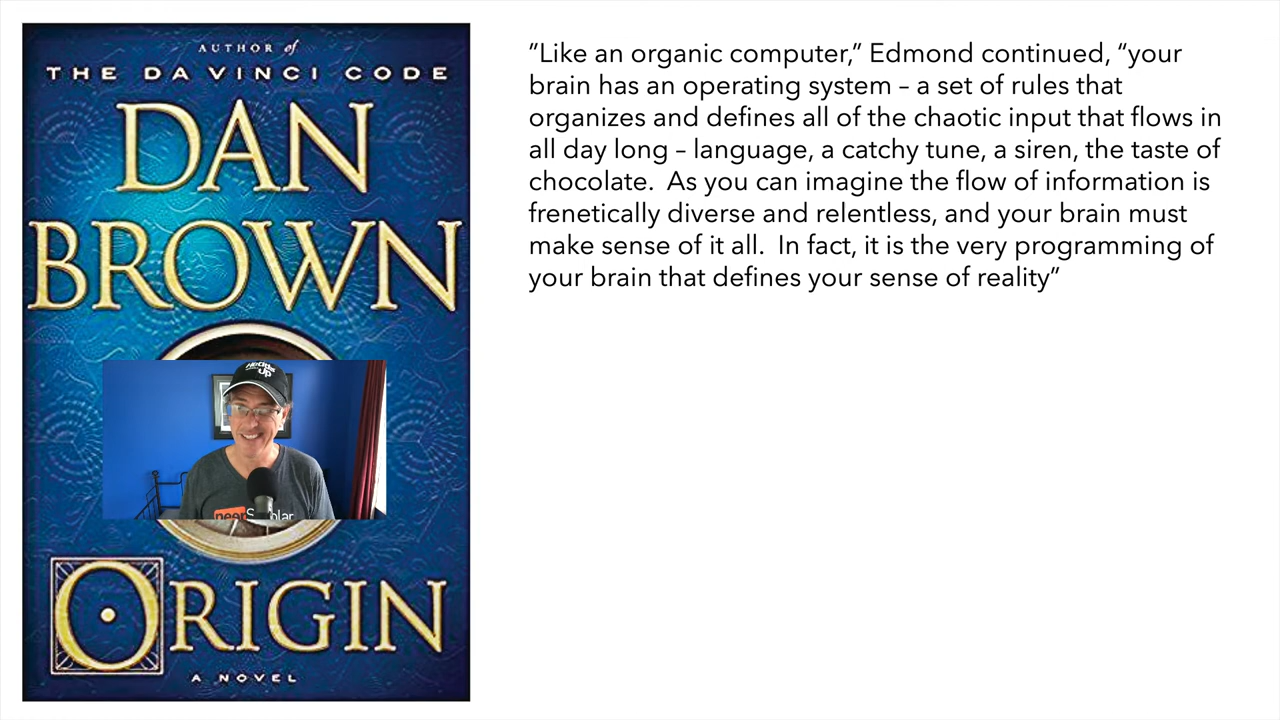 AUTHOR of
THE DA VINCI CODE
DAN
BROWN
ORIGIN
A NOVEL
”Like an organic computer,” Edmond continued, “your
brain has an operating system – a set of rules that
organizes and defines all of the chaotic input that flows in
all day long – language, a catchy tune, a siren, the taste of
chocolate.  As you can imagine the flow of information is
frenetically diverse and relentless, and your brain must
make sense of it all.  In fact, it is the very programming of
your brain that defines your sense of reality”
Up